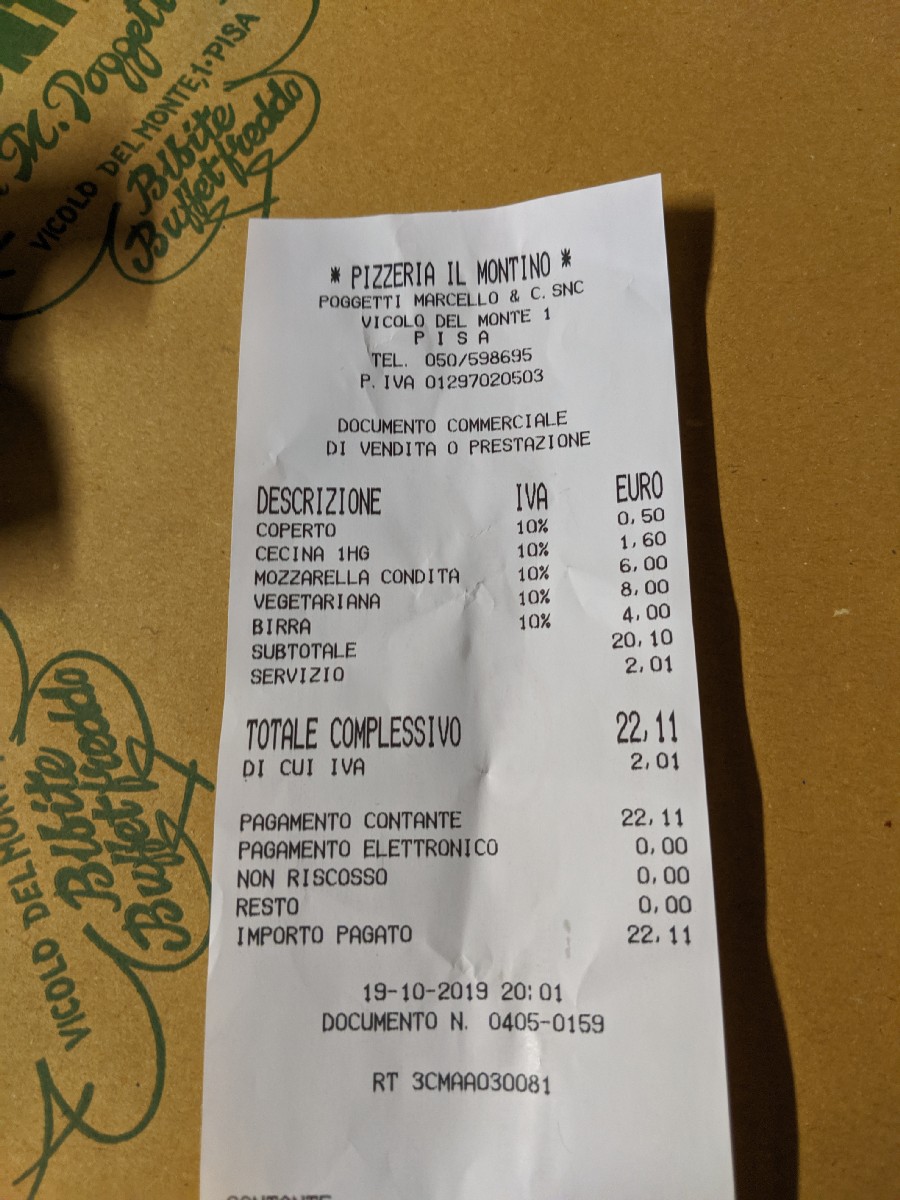 M. Poggett
VICOLO DEL MONTE, 1 - PISA
Bibite
Buffet freddo
* PIZZERIA IL MONTINO *
POGGETTI MARCELLO & C. SNC
VICOLO DEL MONTE 1
P I S A
TEL. 050/598695
P. IVA 01297020503
DOCUMENTO COMMERCIALE
DI VENDITA O PRESTAZIONE
DESCRIZIONE IVA EURO
COPERTO 10% 0,50
CECINA 1HG 10% 1,60
MOZZARELLA CONDITA 10% 6,00
VEGETARIANA 10% 8,00
BIRRA 10% 4,00
SUBTOTALE 20,10
SERVIZIO 2,01
TOTALE COMPLESSIVO 22,11
DI CUI IVA 2,01
PAGAMENTO CONTANTE 22,11
PAGAMENTO ELETTRONICO 0,00
NON RISCOSSO 0,00
RESTO 0,00
IMPORTO PAGATO 22,11
19-10-2019 20:01
DOCUMENTO N. 0405-0159
RT 3CMAA030081
CONTANTE
VICOLO DEL MON
Bibite
Buffet freddo